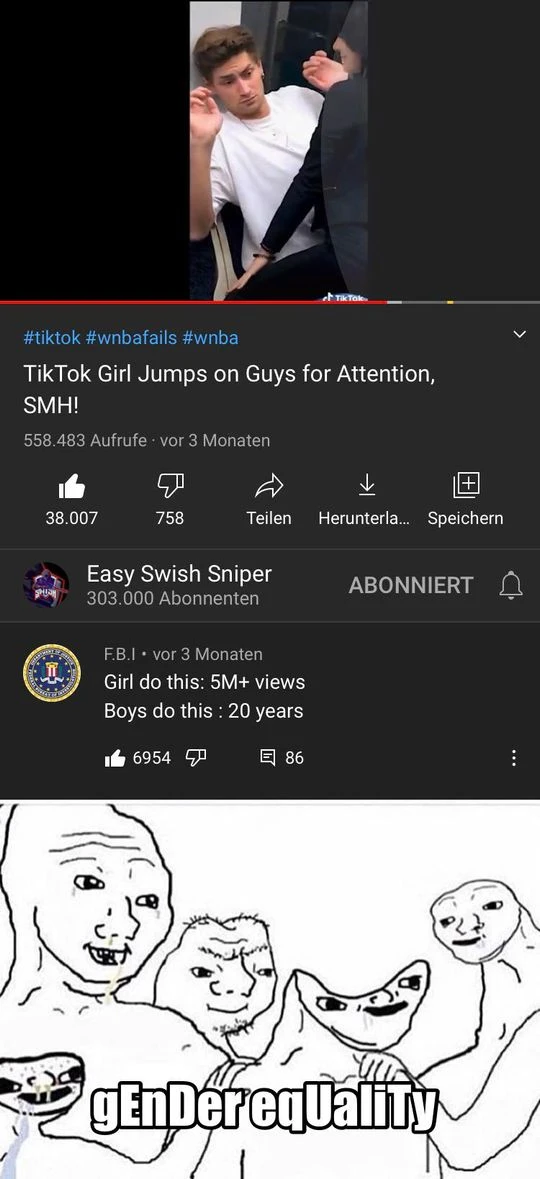 TikTok
#tiktok #wnbafails #wnba
TikTok Girl Jumps on Guys for Attention,
SMH!
558.483 Aufrufe · vor 3 Monaten
38.007
758
Teilen
Herunterla...
Speichern
Easy Swish Sniper
303.000 Abonnenten
ABONNIERT
F.B.I • vor 3 Monaten
Girl do this: 5M+ views
Boys do this : 20 years
6954
86
gEnDer eqUaliTy